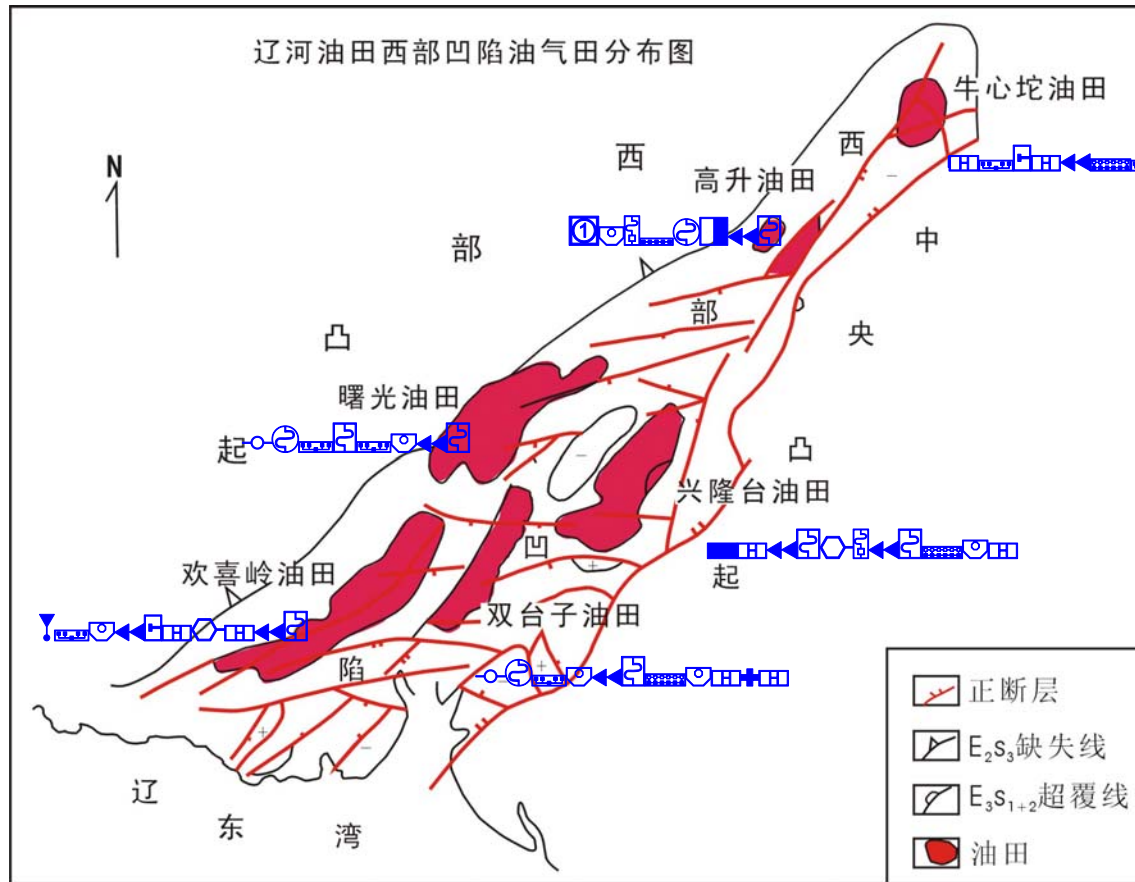 辽河油田西部凹陷油气田分布图
牛心坨油田
N
西
西
高升油田
①
部
中
部
央
凸
曙光油田
起
凸
兴隆台油田
凹
起
欢喜岭油田
双台子油田
陷
辽
东
湾
正断层
E₂S₃缺失线
E₃S₁₊₂超覆线
油田